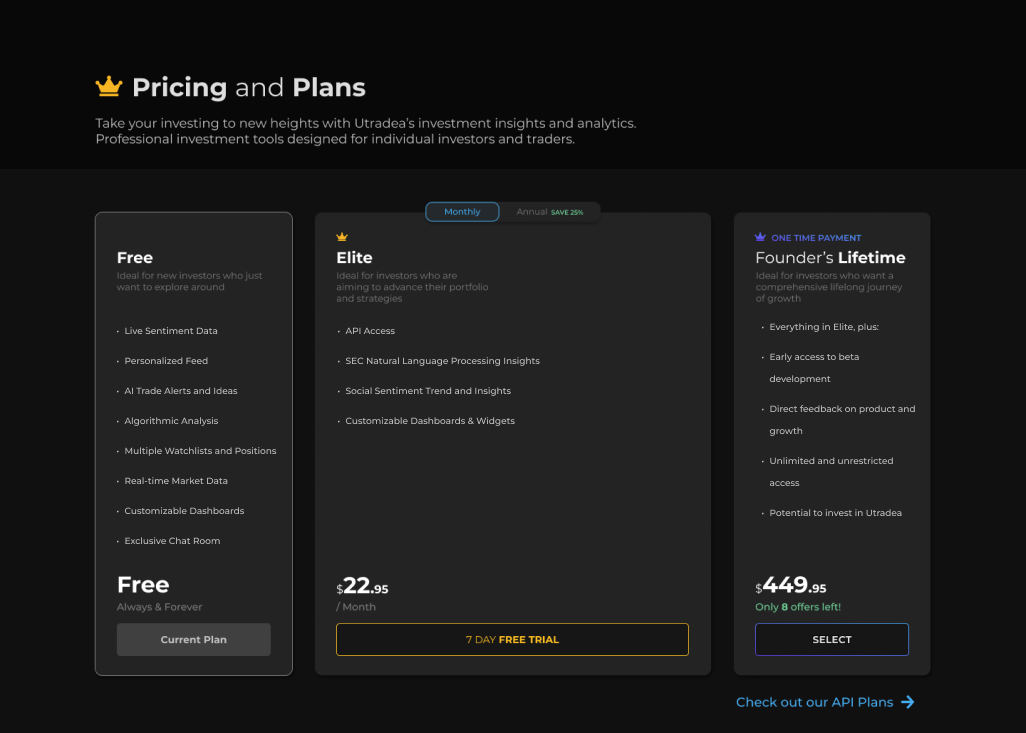 Pricing and Plans
Take your investing to new heights with Utradea's investment insights and analytics.
Professional investment tools designed for individual investors and traders.
Monthly
Annual SAVE 25%
Free
Ideal for new investors who just
want to explore around
• Live Sentiment Data
• Personalized Feed
• AI Trade Alerts and Ideas
• Algorithmic Analysis
• Multiple Watchlists and Positions
• Real-time Market Data
• Customizable Dashboards
• Exclusive Chat Room
Free
Always & Forever
Current Plan
Elite
Ideal for investors who are
aiming to advance their portfolio
and strategies
• API Access
• SEC Natural Language Processing Insights
• Social Sentiment Trend and Insights
• Customizable Dashboards & Widgets
$22.95
/ Month
7 DAY FREE TRIAL
ONE TIME PAYMENT
Founder's Lifetime
Ideal for investors who want a
comprehensive lifelong journey
of growth
• Everything in Elite, plus:
• Early access to beta
development
• Direct feedback on product and
growth
• Unlimited and unrestricted
access
• Potential to invest in Utradea
$449.95
Only 8 offers left!
SELECT
Check out our API Plans →